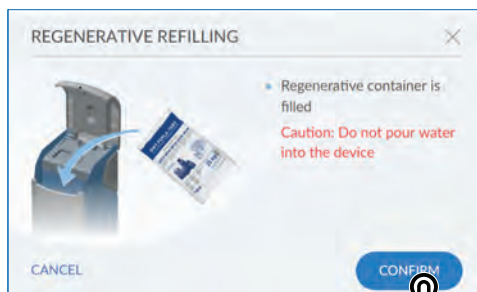 REGENERATIVE REFILLING
Regenerative container is
filled
Caution: Do not pour water
into the device
CANCEL
CONFIRM